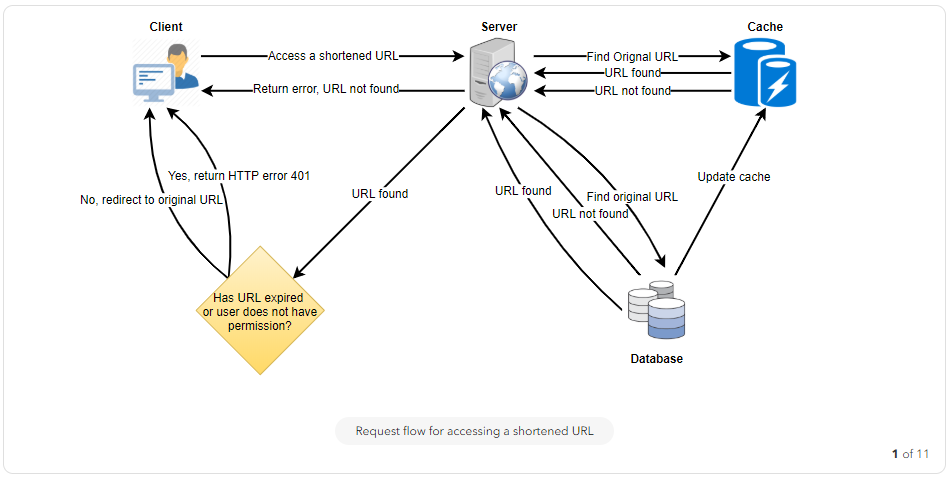 Client
Server
Cache
Access a shortened URL
Find Orignal URL
URL found
Return error, URL not found
URL not found
Yes, return HTTP error 401
No, redirect to original URL
URL found
URL found
Find original URL
URL not found
Update cache
Has URL expired
or user does not have
permission?
Database
Request flow for accessing a shortened URL
1 of 11